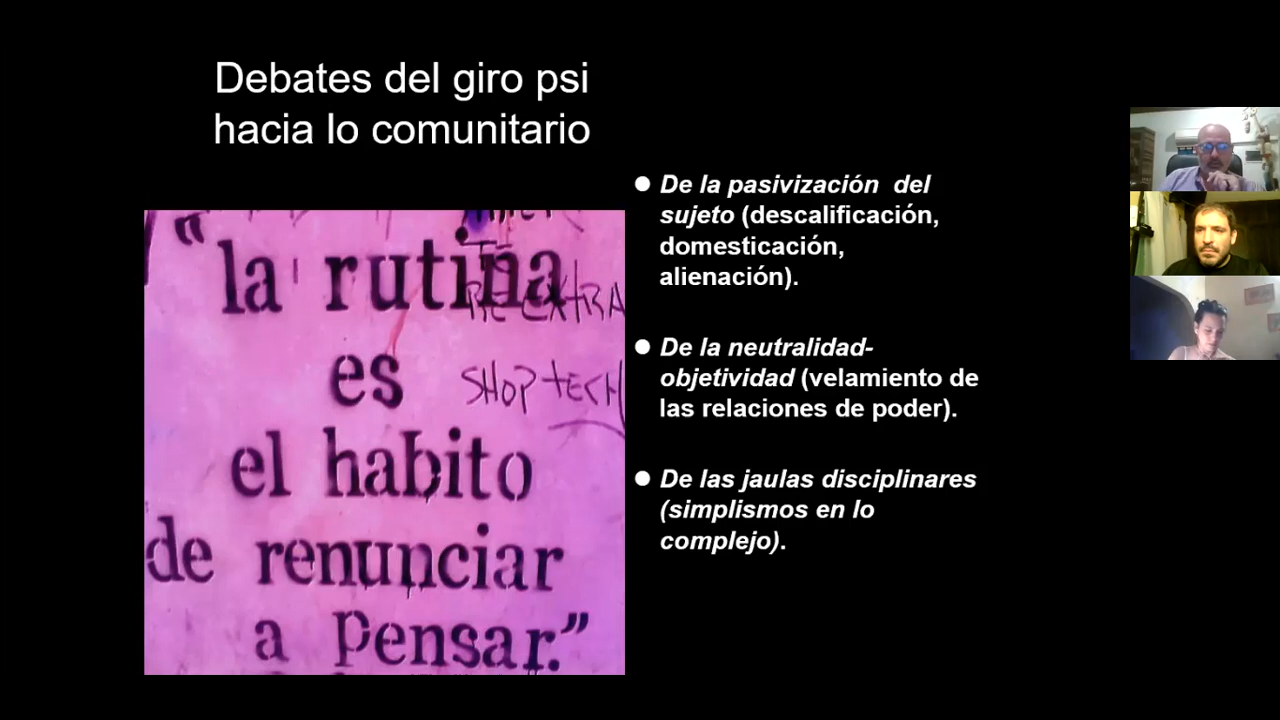 Debates del giro psi
hacia lo comunitario
● De la pasivización del
sujeto (descalificación,
domesticación,
alienación).
● De la neutralidad-
objetividad (velamiento de
las relaciones de poder).
● De las jaulas disciplinares
(simplismos en lo
complejo).
“la rutina
es
el habito
de renunciar
a pensar.”
SHOP TECH